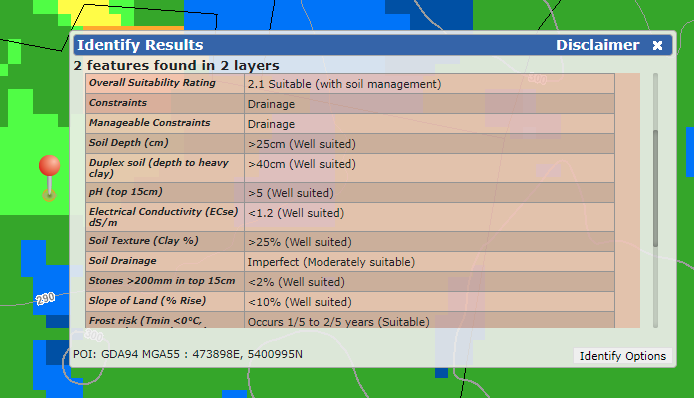 Identify Results
Disclaimer
2 features found in 2 layers
Overall Suitability Rating 2.1 Suitable (with soil management)
Constraints Drainage
Manageable Constraints Drainage
Soil Depth (cm) >25cm (Well suited)
Duplex soil (depth to heavy >40cm (Well suited)
clay)
pH (top 15cm) >5 (Well suited)
Electrical Conductivity (ECse) <1.2 (Well suited)
dS/m
Soil Texture (Clay %) >25% (Well suited)
Soil Drainage Imperfect (Moderately suitable)
Stones >200mm in top 15cm <2% (Well suited)
Slope of Land (% Rise) <10% (Well suited)
Frost risk (Tmin <0°C, Occurs 1/5 to 2/5 years (Suitable)
290
POI: GDA94 MGA55 : 473898E, 5400995N
Identify Options